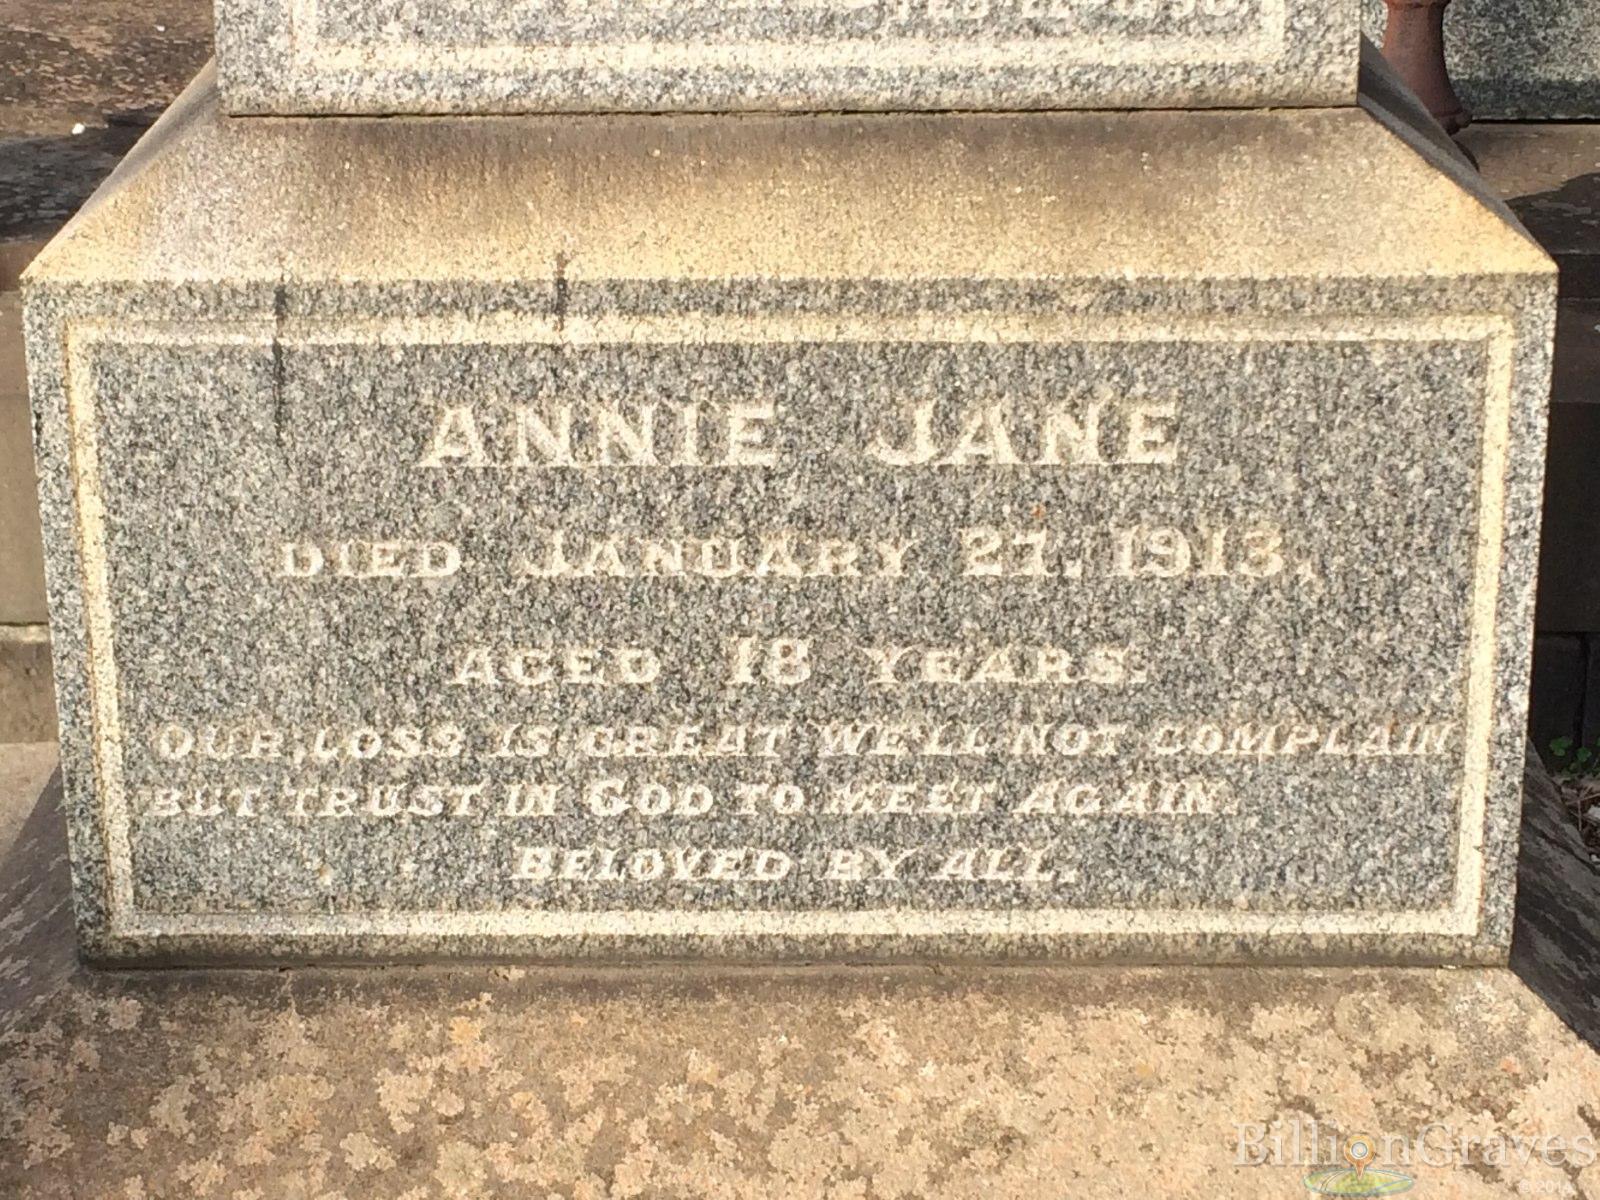 ANNIE JANE
DIED JANUARY 27, 1913,
AGED 18 YEARS.
OUR LOSS IS GREAT WE'LL NOT COMPLAIN
BUT TRUST IN GOD TO MEET AGAIN.
BELOVED BY ALL.
BillionGraves